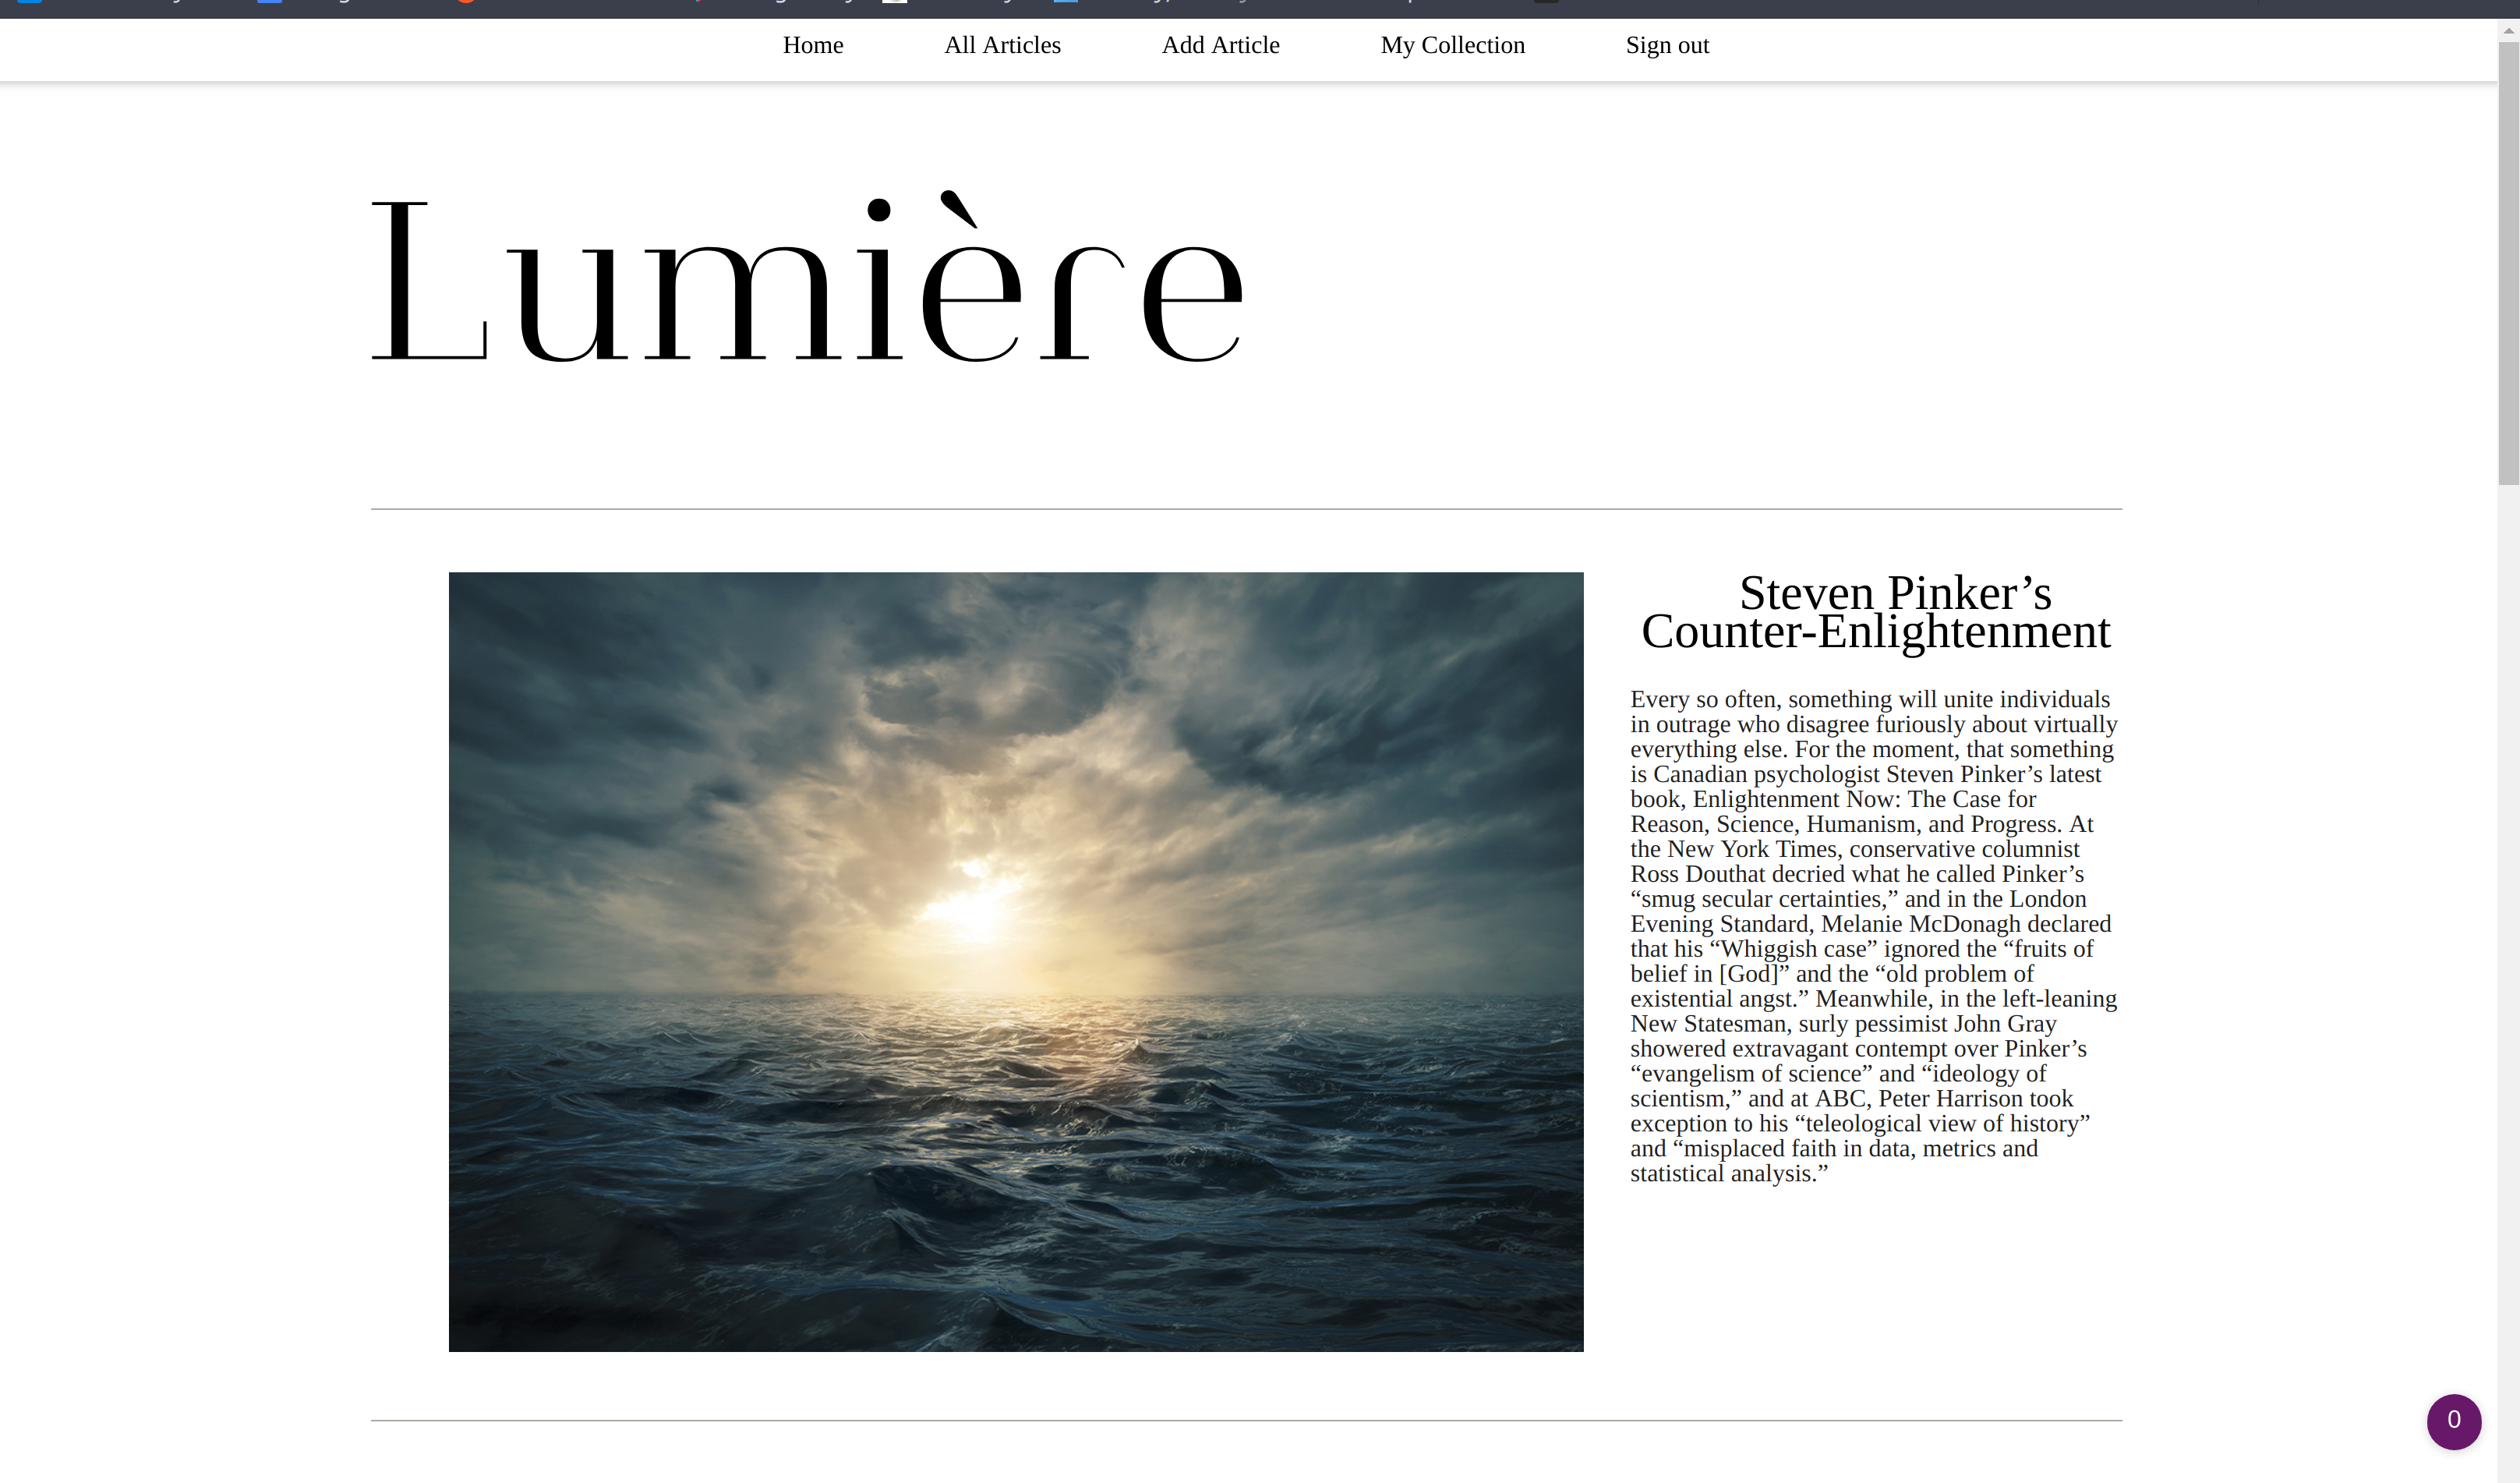 Home All Articles Add Article My Collection Sign out
Lumière
Steven Pinker’s
Counter-Enlightenment
Every so often, something will unite individuals
in outrage who disagree furiously about virtually
everything else. For the moment, that something
is Canadian psychologist Steven Pinker’s latest
book, Enlightenment Now: The Case for
Reason, Science, Humanism, and Progress. At
the New York Times, conservative columnist
Ross Douthat decried what he called Pinker’s
“smug secular certainties,” and in the London
Evening Standard, Melanie McDonagh declared
that his “Whiggish case” ignored the “fruits of
belief in [God]” and the “old problem of
existential angst.” Meanwhile, in the left-leaning
New Statesman, surly pessimist John Gray
showered extravagant contempt over Pinker’s
“evangelism of science” and “ideology of
scientism,” and at ABC, Peter Harrison took
exception to his “teleological view of history”
and “misplaced faith in data, metrics and
statistical analysis.”
0